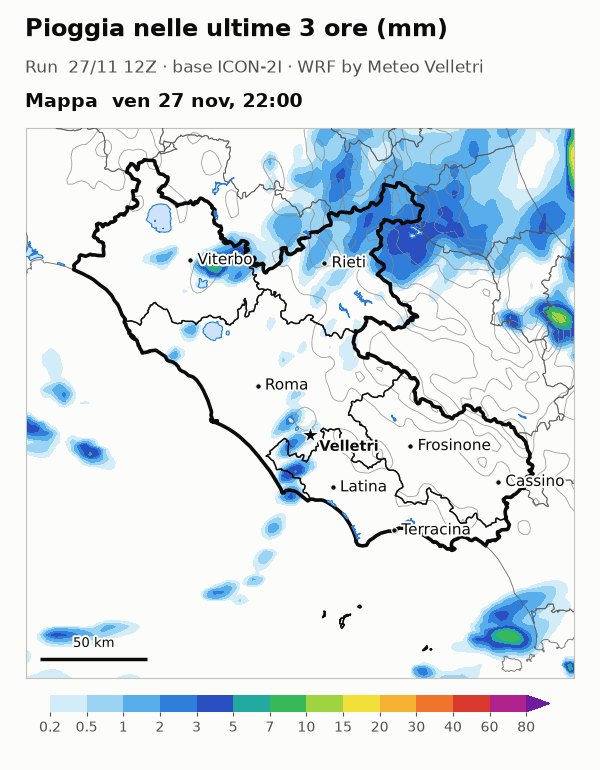 Pioggia nelle ultime 3 ore (mm)
Run  27/11 12Z · base ICON-2I · WRF by Meteo Velletri
Mappa  ven 27 nov, 22:00
Viterbo
Rieti
Roma
Velletri
Frosinone
Latina
Cassino
Terracina
50 km
0.2 0.5 1 2 3 5 7 10 15 20 30 40 60 80